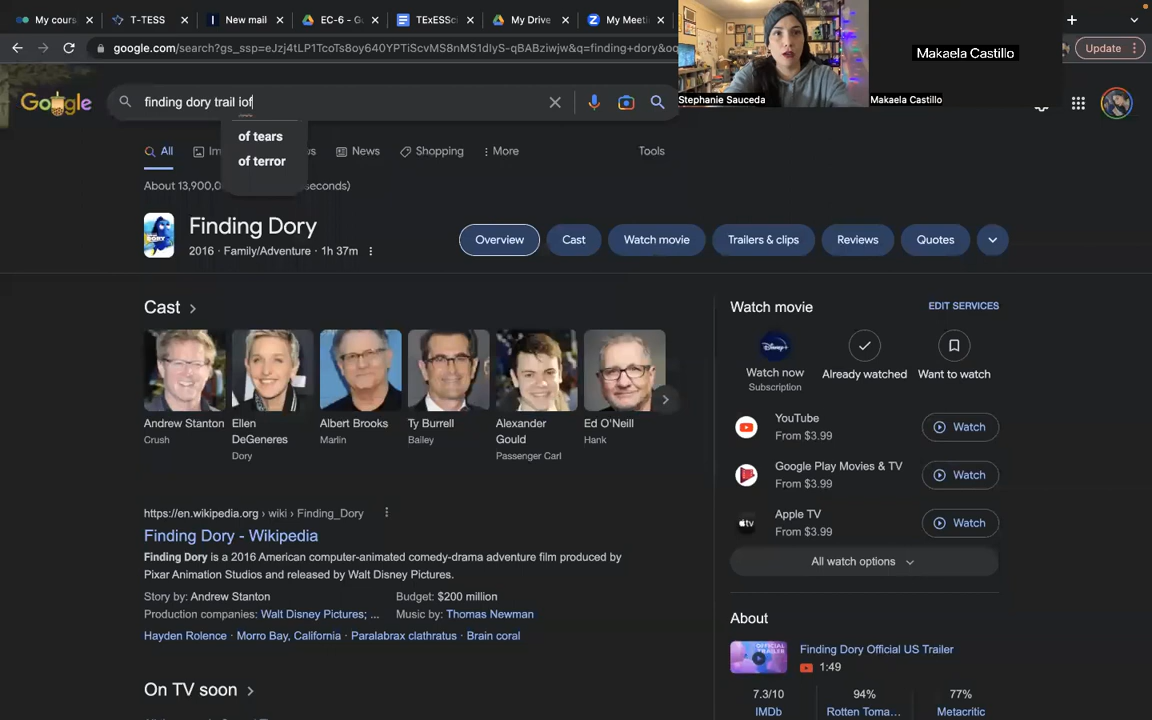 My cours
T-TESS
New mail
EC-6 - G
TExESSc
My Drive
My Meeti
google.com/search?gs_ssp=eJzj4tLP1TcoTs8oy640YPTiScvMS8nMS1dIyS-qBABziwjw&q=finding+dory&oq
Update
Makaela Castillo
Stephanie Sauceda
Makaela Castillo
Google
finding dory trail iof
of tears
of terror
All
Im
s
News
Shopping
More
Tools
About 13,900,0
seconds)
Finding Dory
2016 · Family/Adventure · 1h 37m
Overview
Cast
Watch movie
Trailers & clips
Reviews
Quotes
Cast
Andrew Stanton
Crush
Ellen DeGeneres
Dory
Albert Brooks
Marlin
Ty Burrell
Bailey
Alexander Gould
Passenger Carl
Ed O'Neill
Hank
Watch movie
EDIT SERVICES
Disney+
Watch now
Subscription
Already watched
Want to watch
YouTube
From $3.99
Watch
Google Play Movies & TV
From $3.99
Watch
tv
Apple TV
From $3.99
Watch
All watch options
https://en.wikipedia.org › wiki › Finding_Dory
Finding Dory - Wikipedia
Finding Dory is a 2016 American computer-animated comedy-drama adventure film produced by
Pixar Animation Studios and released by Walt Disney Pictures.
Story by: Andrew Stanton
Budget: $200 million
Production companies: Walt Disney Pictures; ...
Music by: Thomas Newman
Hayden Rolence · Morro Bay, California · Paralabrax clathratus · Brain coral
On TV soon
About
OFFICIAL
TRAILER
Finding Dory Official US Trailer
1:49
7.3/10
IMDb
94%
Rotten Toma...
77%
Metacritic